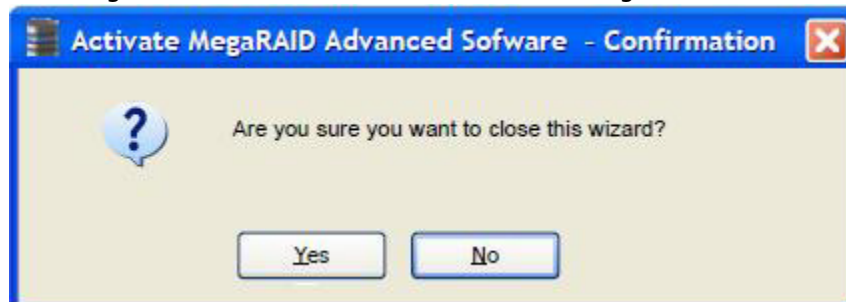 Activate MegaRAID Advanced Sofware - Confirmation
Are you sure you want to close this wizard?
Yes No